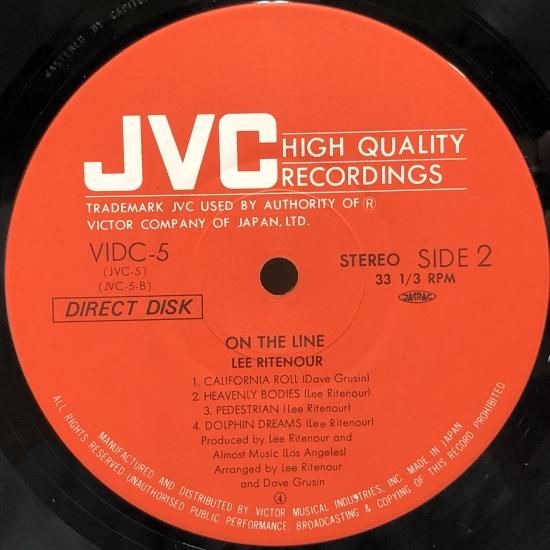 MASTERED BY CAPITOL
JVC
HIGH QUALITY
RECORDINGS
TRADEMARK JVC USED BY AUTHORITY OF Ⓡ
VICTOR COMPANY OF JAPAN, LTD.
VIDC-5
(JVC-5)
(JVC-5-B)
DIRECT DISK
STEREO SIDE 2
33 1/3 RPM
JASRAC
ON THE LINE
LEE RITENOUR
1. CALIFORNIA ROLL (Dave Grusin)
2. HEAVENLY BODIES (Lee Ritenour)
3. PEDESTRIAN (Lee Ritenour)
4. DOLPHIN DREAMS (Lee Ritenour)
Produced by Lee Ritenour and
Almost Music (Los Angeles)
Arranged by Lee Ritenour
and Dave Grusin
④
MANUFACTURED AND DISTRIBUTED BY VICTOR MUSICAL INDUSTRIES, INC. MADE IN JAPAN
ALL RIGHTS RESERVED UNAUTHORISED PUBLIC PERFORMANCE, BROADCASTING & COPYING OF THIS RECORD PROHIBITED